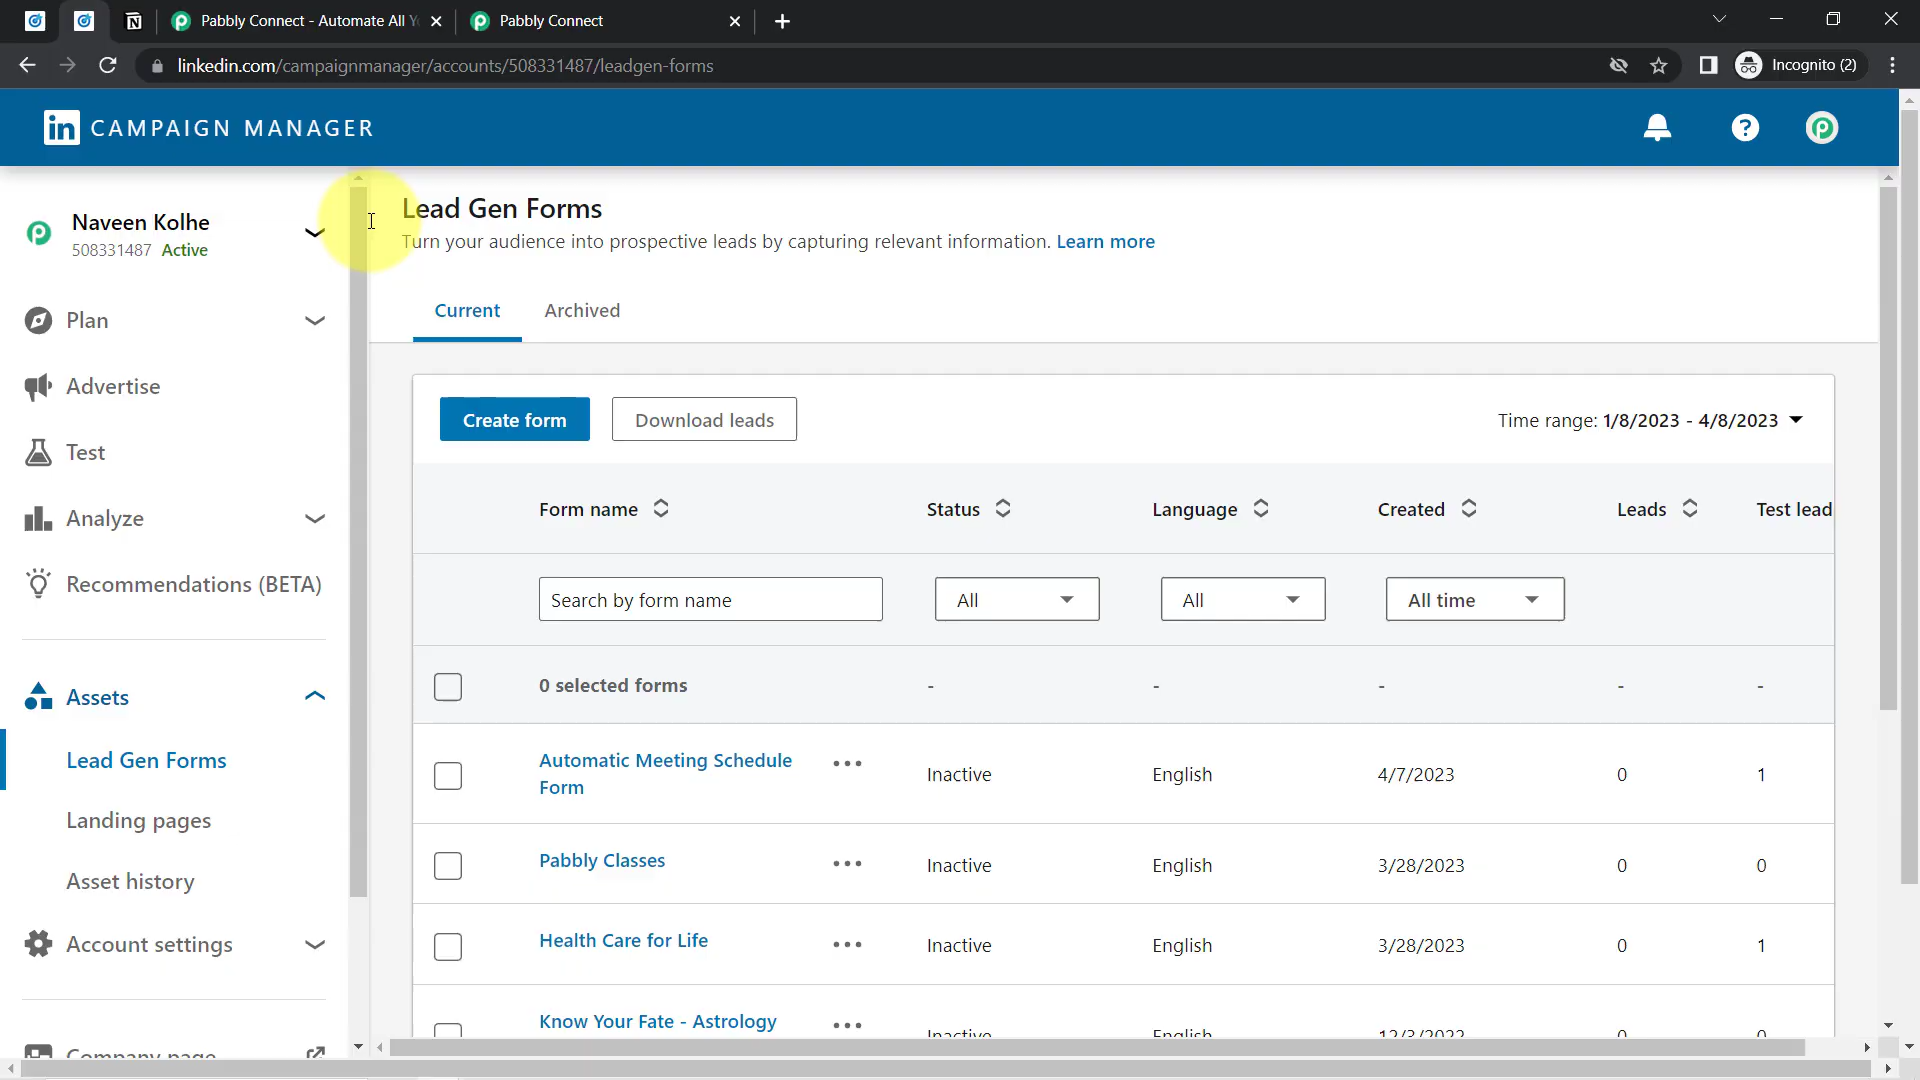 Pabbly Connect - Automate All Y
Pabbly Connect
linkedin.com/campaignmanager/accounts/508331487/leadgen-forms
Incognito (2)
in CAMPAIGN MANAGER
Naveen Kolhe
508331487 Active
Plan
Advertise
Test
Analyze
Recommendations (BETA)
Assets
Lead Gen Forms
Landing pages
Asset history
Account settings
Company page
Lead Gen Forms
Turn your audience into prospective leads by capturing relevant information. Learn more
Current Archived
Create form Download leads Time range: 1/8/2023 - 4/8/2023
Form name Status Language Created Leads Test lead
Search by form name All All All time
0 selected forms - - - - -
Automatic Meeting Schedule
Form Inactive English 4/7/2023 0 1
Pabbly Classes Inactive English 3/28/2023 0 0
Health Care for Life Inactive English 3/28/2023 0 1
Know Your Fate - Astrology
Inactive English 12/3/2022 0 0